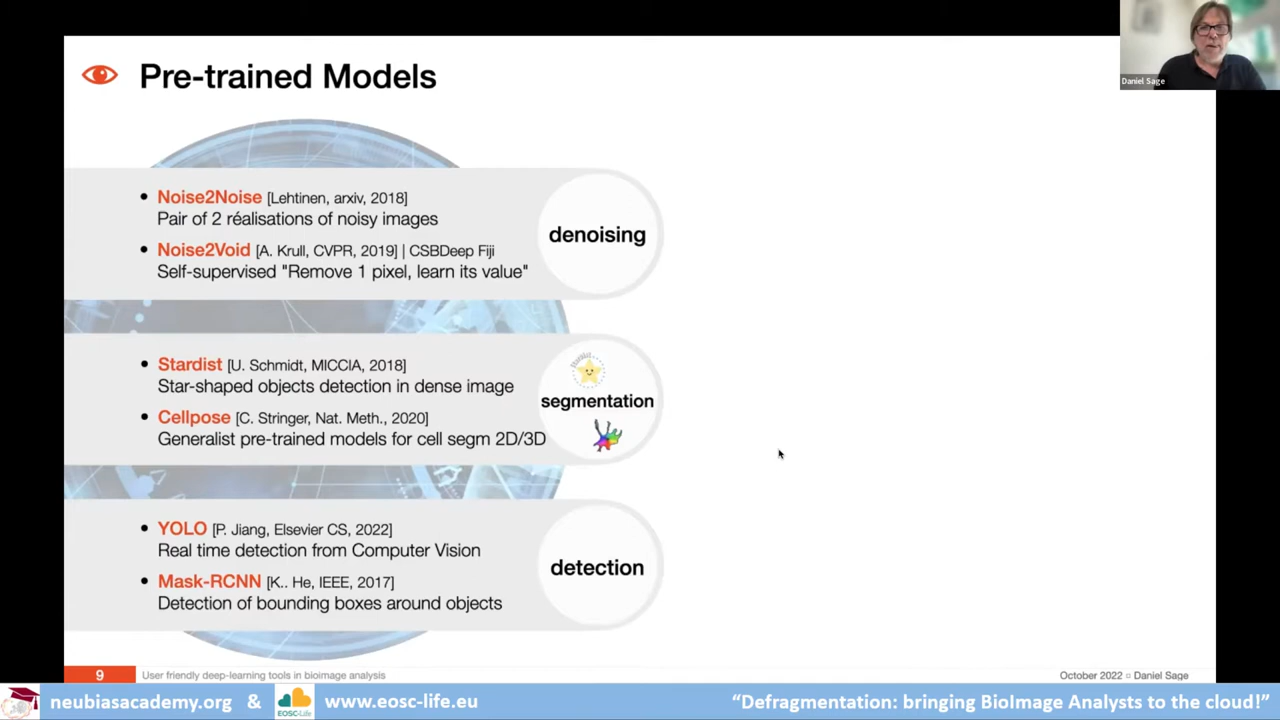 Pre-trained Models
Daniel Sage
• Noise2Noise [Lehtinen, arxiv, 2018]
Pair of 2 réalisations of noisy images
• Noise2Void [A. Krull, CVPR, 2019] | CSBDeep Fiji
Self-supervised "Remove 1 pixel, learn its value"
denoising
• Stardist [U. Schmidt, MICCIA, 2018]
Star-shaped objects detection in dense image
• Cellpose [C. Stringer, Nat. Meth., 2020]
Generalist pre-trained models for cell segm 2D/3D
segmentation
• YOLO [P. Jiang, Elsevier CS, 2022]
Real time detection from Computer Vision
• Mask-RCNN [K.. He, IEEE, 2017]
Detection of bounding boxes around objects
detection
9
User friendly deep-learning tools in bioimage analysis
October 2022 □ Daniel Sage
neubiasacademy.org & www.eosc-life.eu
EOSC-Life
“Defragmentation: bringing BioImage Analysts to the cloud!”